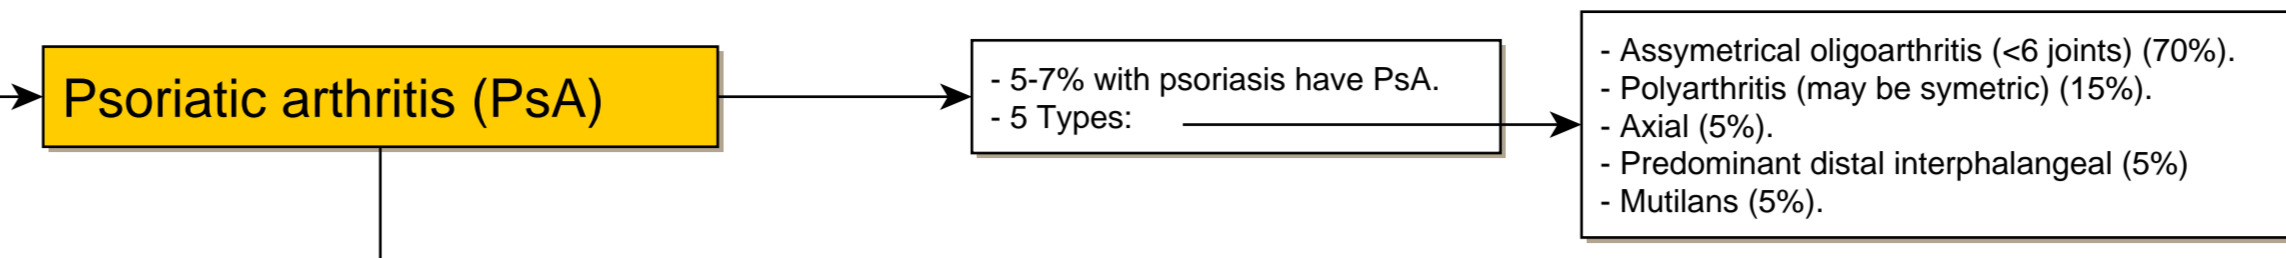 Psoriatic arthritis (PsA)
- 5-7% with psoriasis have PsA.
- 5 Types:
- Assymetrical oligoarthritis (<6 joints) (70%).
- Polyarthritis (may be symetric) (15%).
- Axial (5%).
- Predominant distal interphalangeal (5%)
- Mutilans (5%).